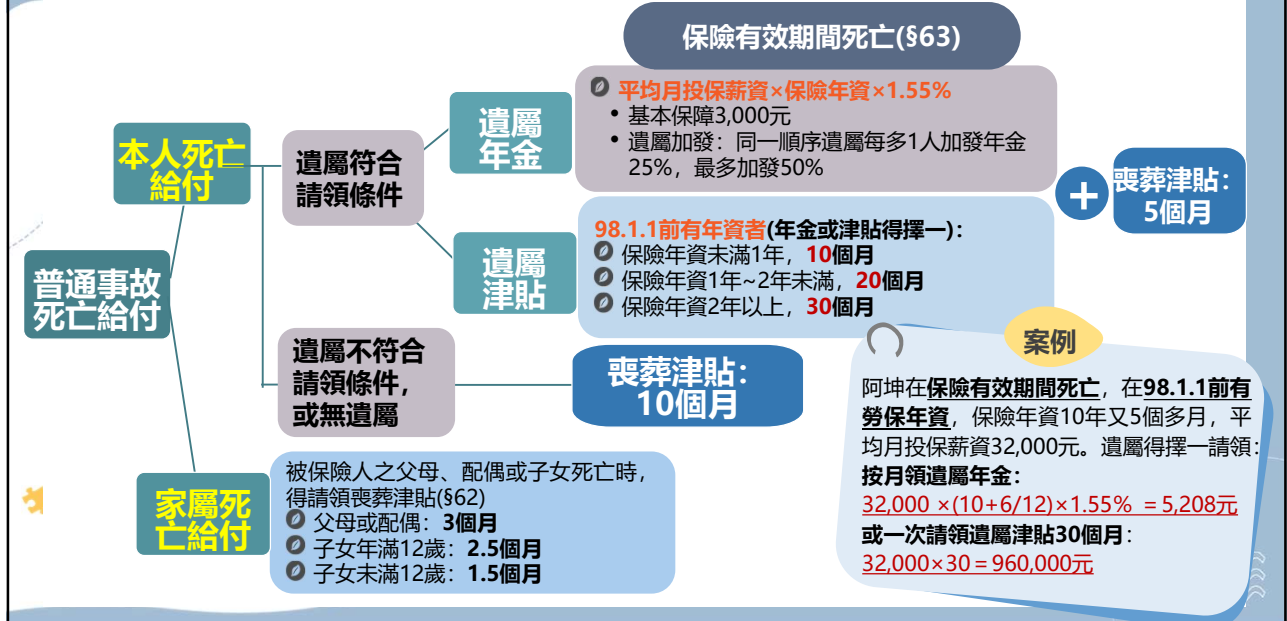 保險有效期間死亡(§63)
普通事故
死亡給付
本人死亡
給付
遺屬符合
請領條件
遺屬
年金
平均月投保薪資×保險年資×1.55%
• 基本保障3,000元
• 遺屬加發：同一順序遺屬每多1人加發年金
25%，最多加發50%
遺屬
津貼
98.1.1前有年資者(年金或津貼得擇一)：
保險年資未滿1年，10個月
保險年資1年~2年未滿，20個月
保險年資2年以上，30個月
+
喪葬津貼：
5個月
遺屬不符合
請領條件，
或無遺屬
喪葬津貼：
10個月
家屬死
亡給付
被保險人之父母、配偶或子女死亡時，
得請領喪葬津貼(§62)
父母或配偶：3個月
子女年滿12歲：2.5個月
子女未滿12歲：1.5個月
案例
阿坤在保險有效期間死亡，在98.1.1前有
勞保年資，保險年資10年又5個多月，平
均月投保薪資32,000元。遺屬得擇一請領：
按月領遺屬年金：
32,000 ×(10+6/12)×1.55% ＝5,208元
或一次請領遺屬津貼30個月：
32,000×30＝960,000元